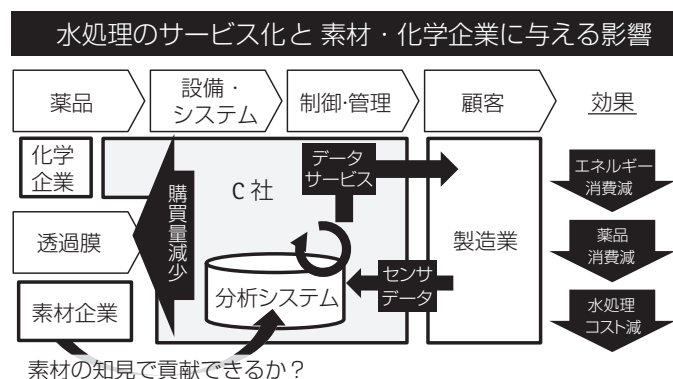 水処理のサービス化と 素材・化学企業に与える影響
薬品
設備・
システム
制御･管理
顧客
効果
化学
企業
透過膜
素材企業
購買量減少
C 社
データ
サービス
分析システム
センサ
データ
製造業
エネルギー
消費減
薬品
消費減
水処理
コスト減
素材の知見で貢献できるか？